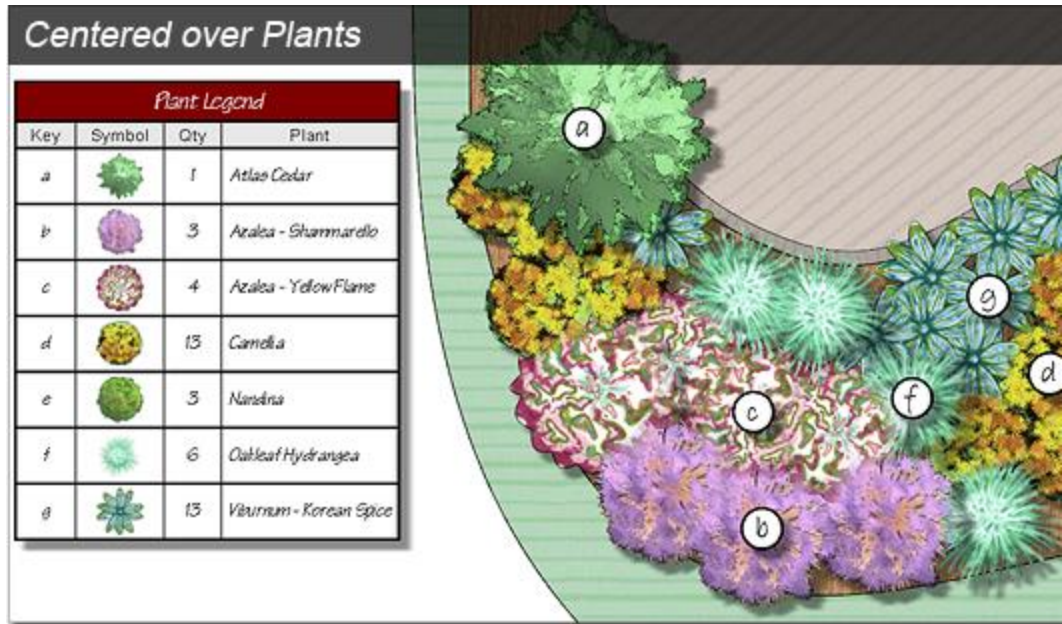 Centered over Plants
Plant Legend
Key Symbol Qty Plant
a 1 Atlas Cedar
b 3 Azalea - Shammarello
c 4 Azalea - Yellow Flame
d 13 Camellia
e 3 Nandina
f 6 Oakleaf Hydrangea
g 13 Viburnum - Korean Spice
a
g
d
f
c
b